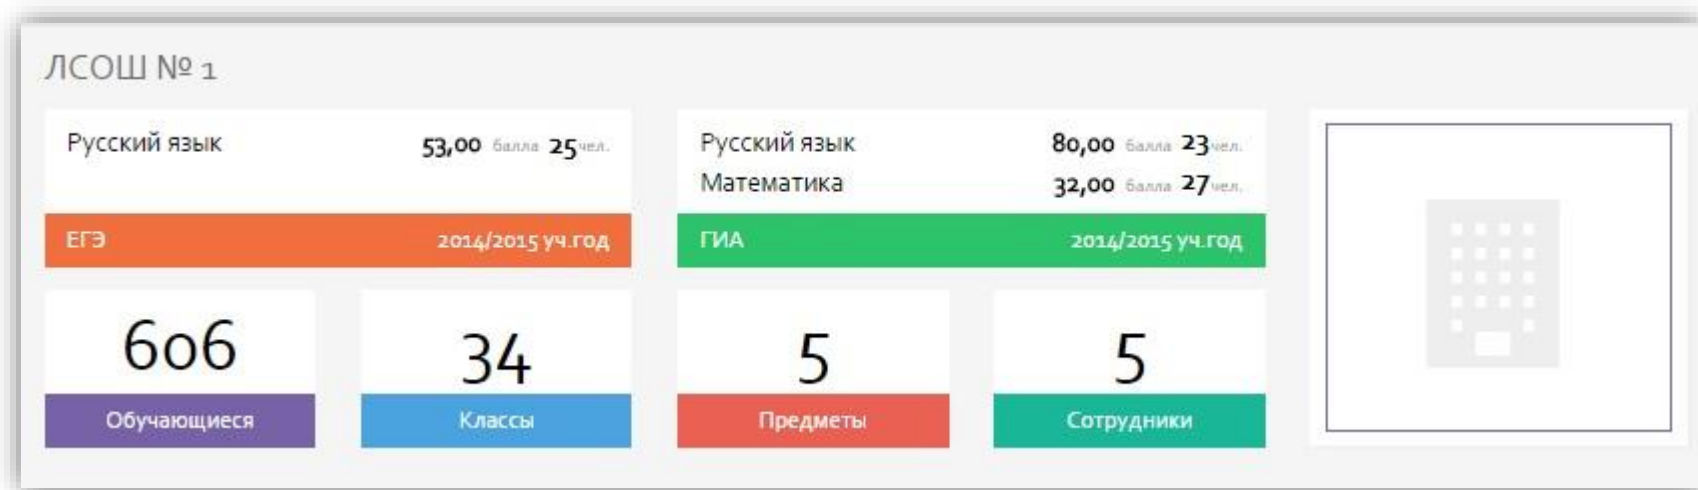 ЛСОШ № 1
Русский язык 53,00 балла 25 чел.
ЕГЭ 2014/2015 уч.год
Русский язык 80,00 балла 23 чел.
Математика 32,00 балла 27 чел.
ГИА 2014/2015 уч.год
606
Обучающиеся
34
Классы
5
Предметы
5
Сотрудники